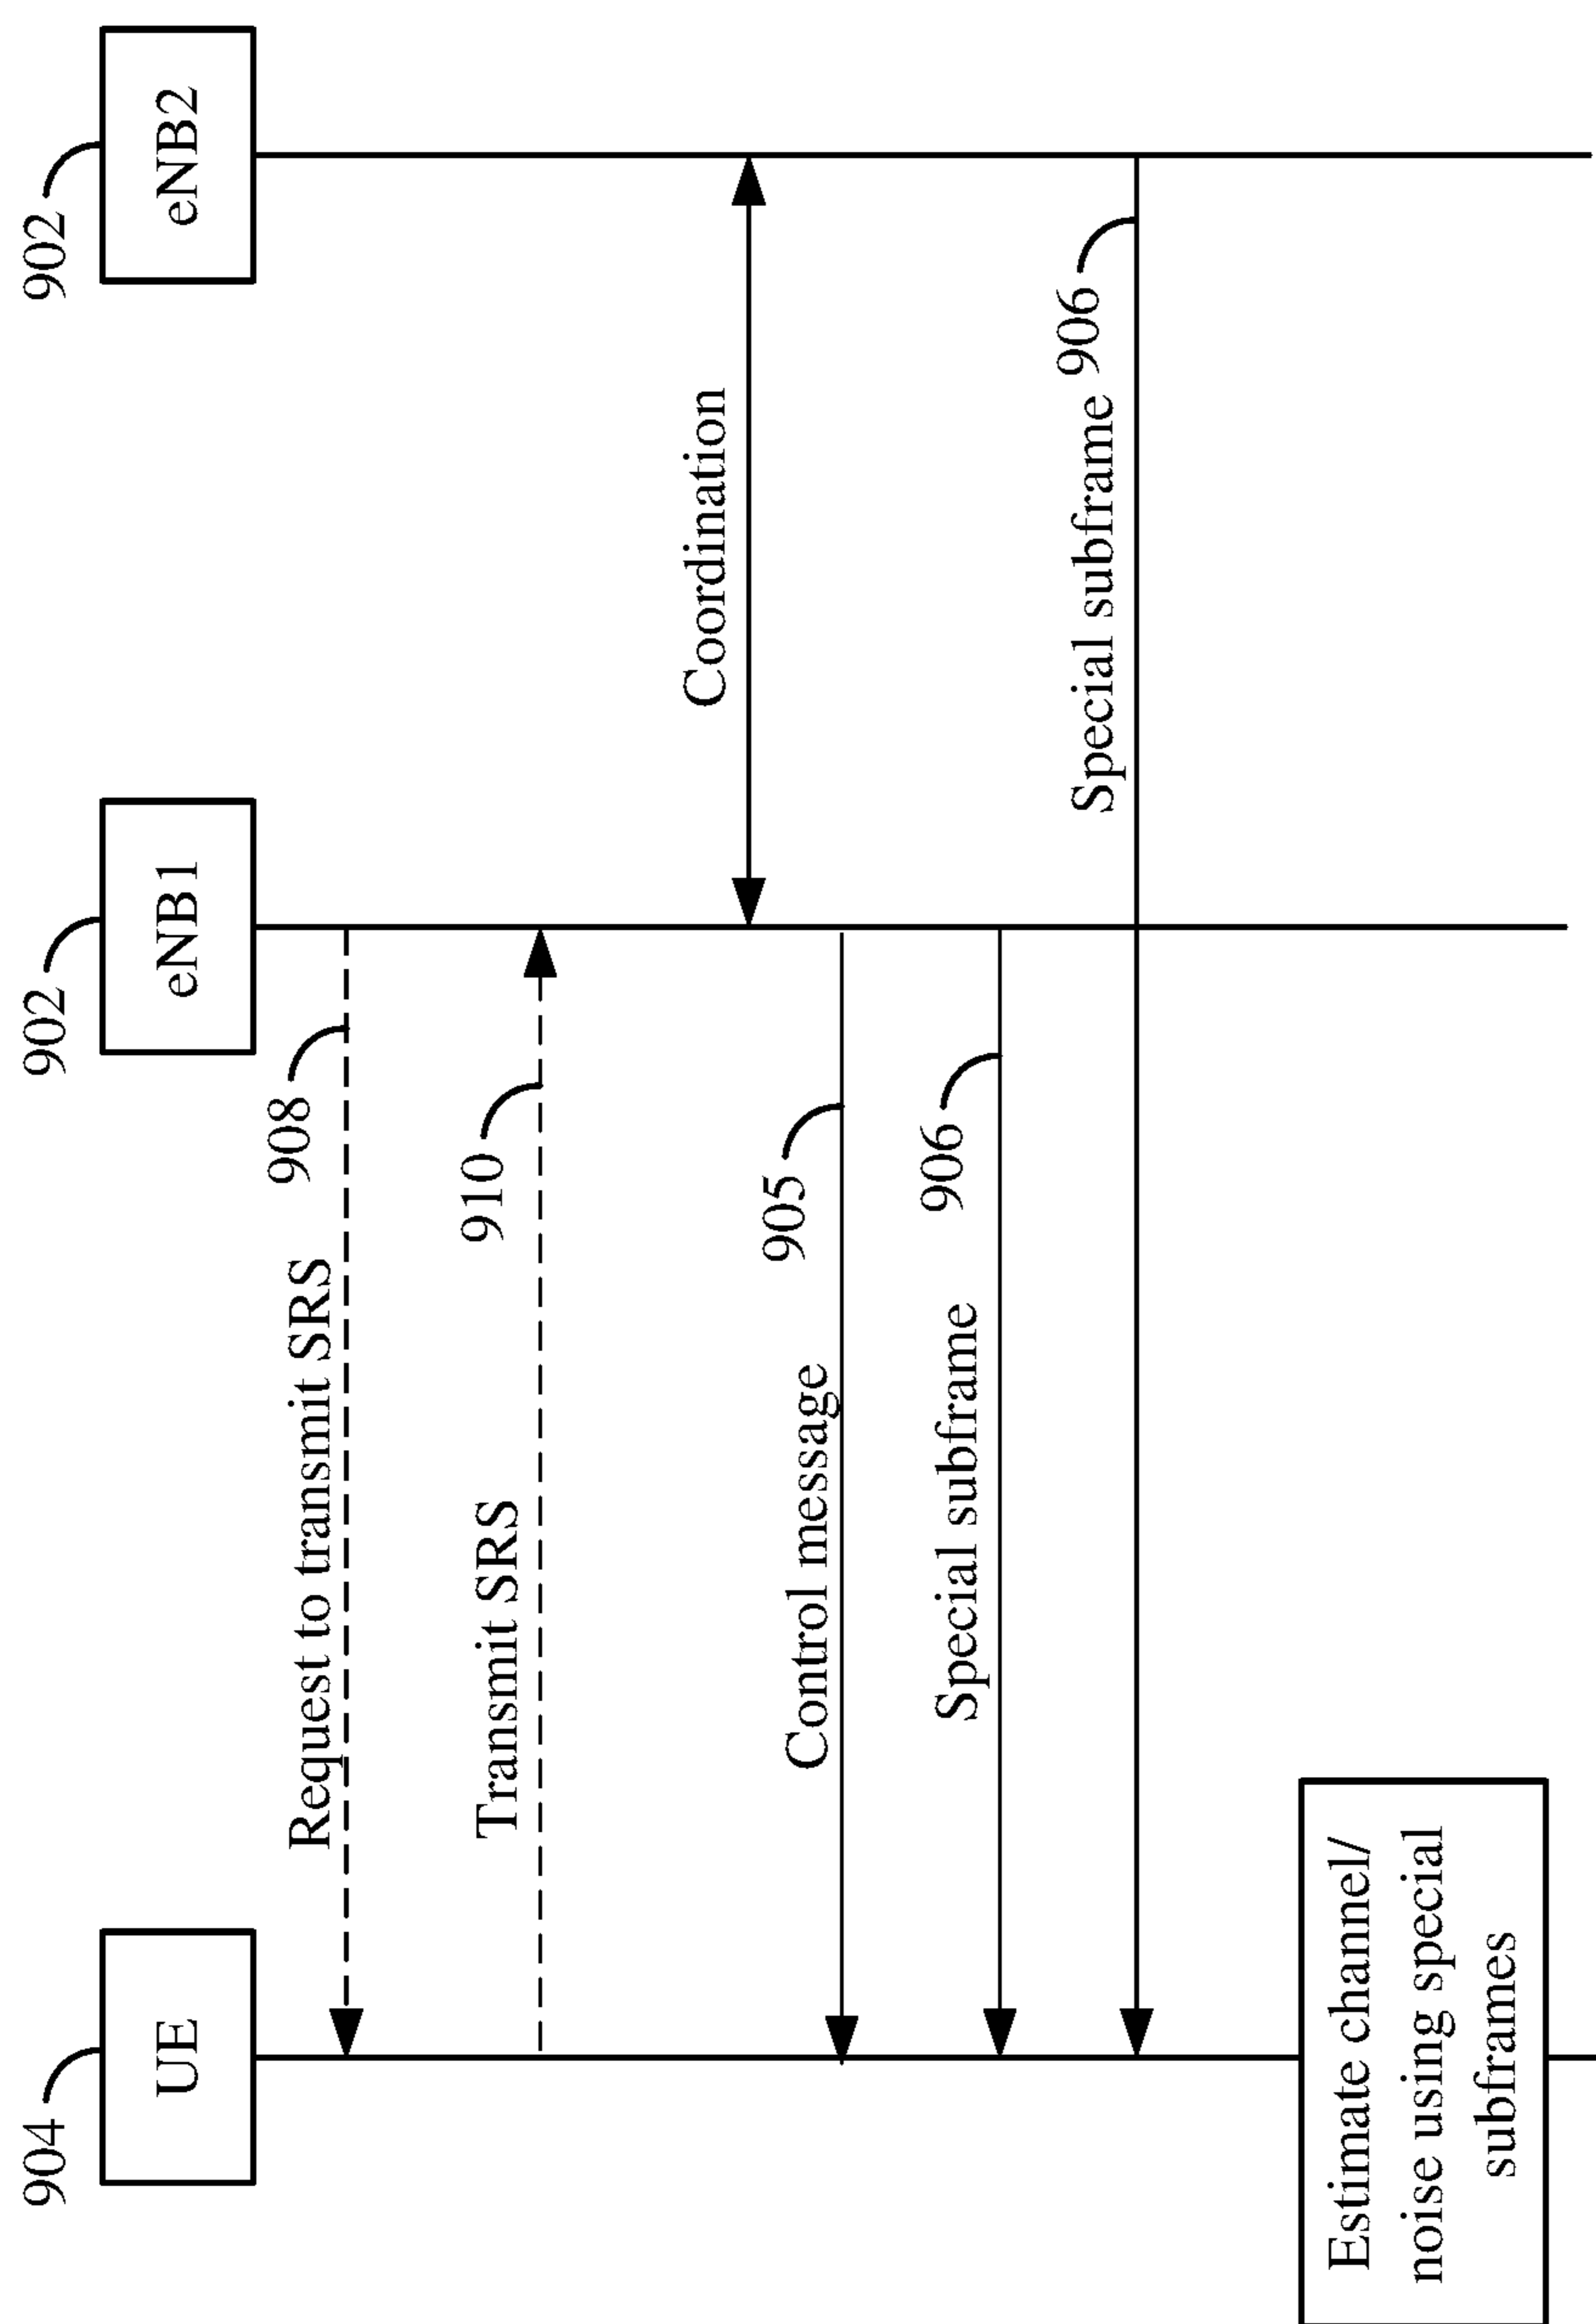 904
902
902
UE
eNB1
eNB2
908
Request to transmit SRS
910
Transmit SRS
Coordination
905
Control message
906
Special subframe
Special subframe 906
Estimate channel/
noise using special
subframes